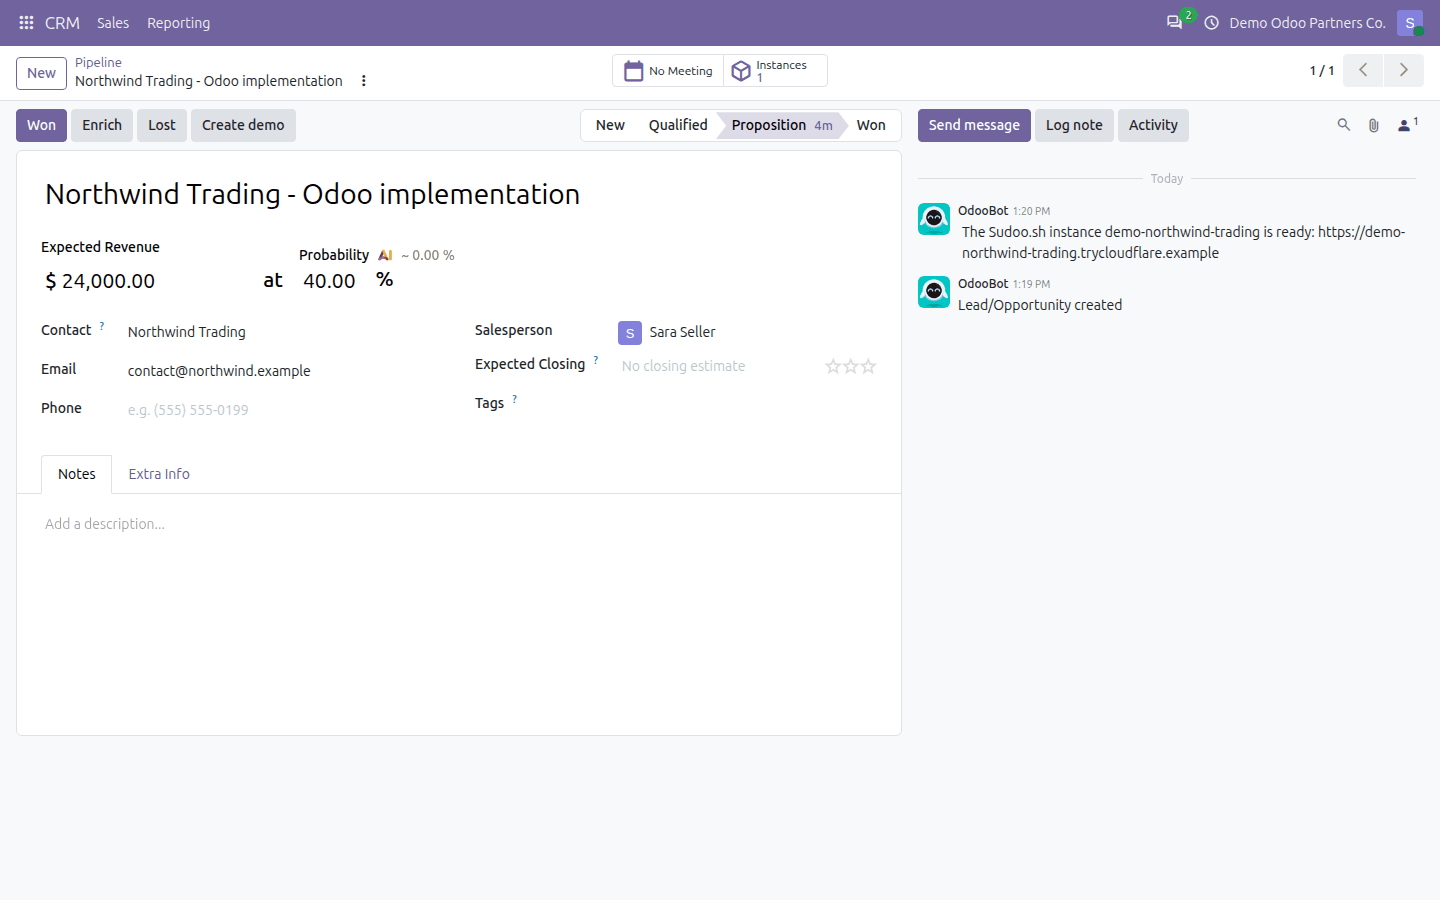 CRM Sales Reporting 2 Demo Odoo Partners Co. S
New Pipeline
Northwind Trading - Odoo implementation
No Meeting Instances 1
1 / 1
Won Enrich Lost Create demo New Qualified Proposition 4m Won Send message Log note Activity 1
Northwind Trading - Odoo implementation
Expected Revenue
Probability AI ~ 0.00 %
$ 24,000.00 at 40.00 %
Contact ? Northwind Trading
Email contact@northwind.example
Phone e.g. (555) 555-0199
Salesperson S Sara Seller
Expected Closing ? No closing estimate
Tags ?
Notes Extra Info
Add a description...
Today
OdooBot 1:20 PM
The Sudoo.sh instance demo-northwind-trading is ready: https://demo-
northwind-trading.trycloudflare.example
OdooBot 1:19 PM
Lead/Opportunity created